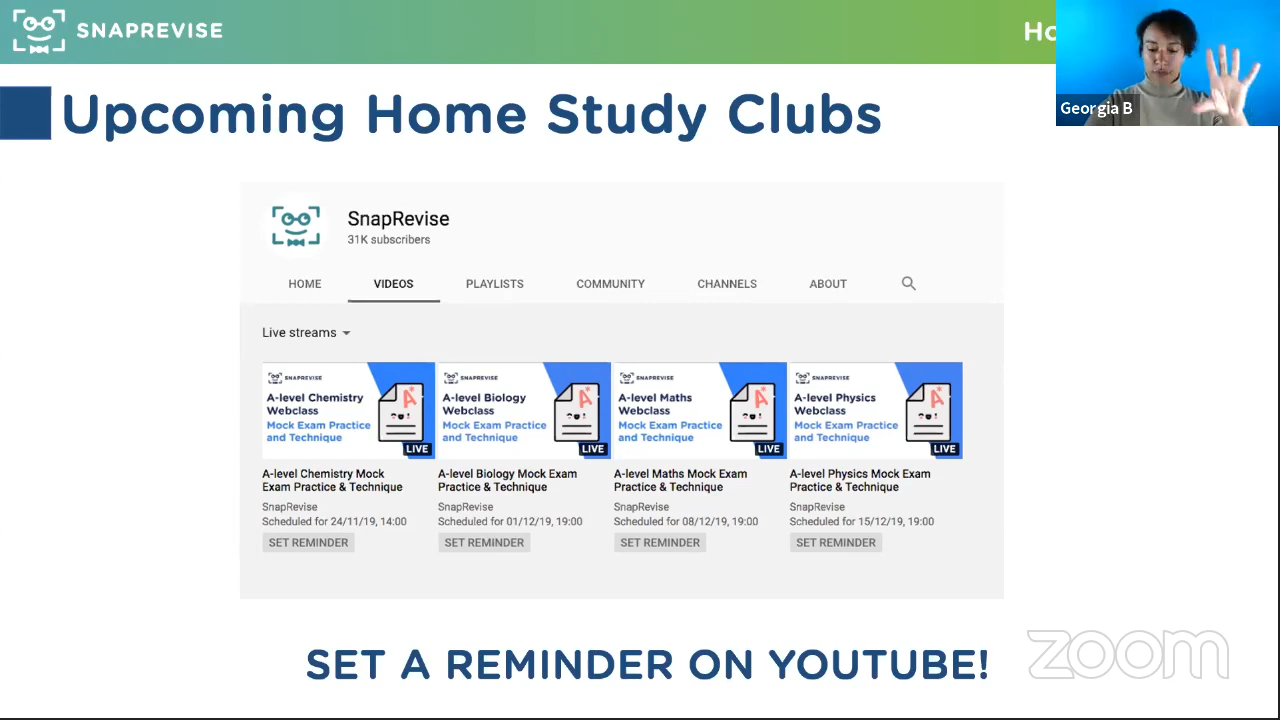 SNAPREVISE
Georgia B
Upcoming Home Study Clubs
SnapRevise
31K subscribers
HOME VIDEOS PLAYLISTS COMMUNITY CHANNELS ABOUT
Live streams
SNAPREVISE
A-level Chemistry
Webclass
Mock Exam Practice
and Technique
A*
LIVE
SNAPREVISE
A-level Biology
Webclass
Mock Exam Practice
and Technique
A*
LIVE
SNAPREVISE
A-level Maths
Webclass
Mock Exam Practice
and Technique
A*
LIVE
SNAPREVISE
A-level Physics
Webclass
Mock Exam Practice
and Technique
A*
LIVE
A-level Chemistry Mock
Exam Practice & Technique
SnapRevise
Scheduled for 24/11/19, 14:00
SET REMINDER
A-level Biology Mock Exam
Practice & Technique
SnapRevise
Scheduled for 01/12/19, 19:00
SET REMINDER
A-level Maths Mock Exam
Practice & Technique
SnapRevise
Scheduled for 08/12/19, 19:00
SET REMINDER
A-level Physics Mock Exam
Practice & Technique
SnapRevise
Scheduled for 15/12/19, 19:00
SET REMINDER
SET A REMINDER ON YOUTUBE!
zoom